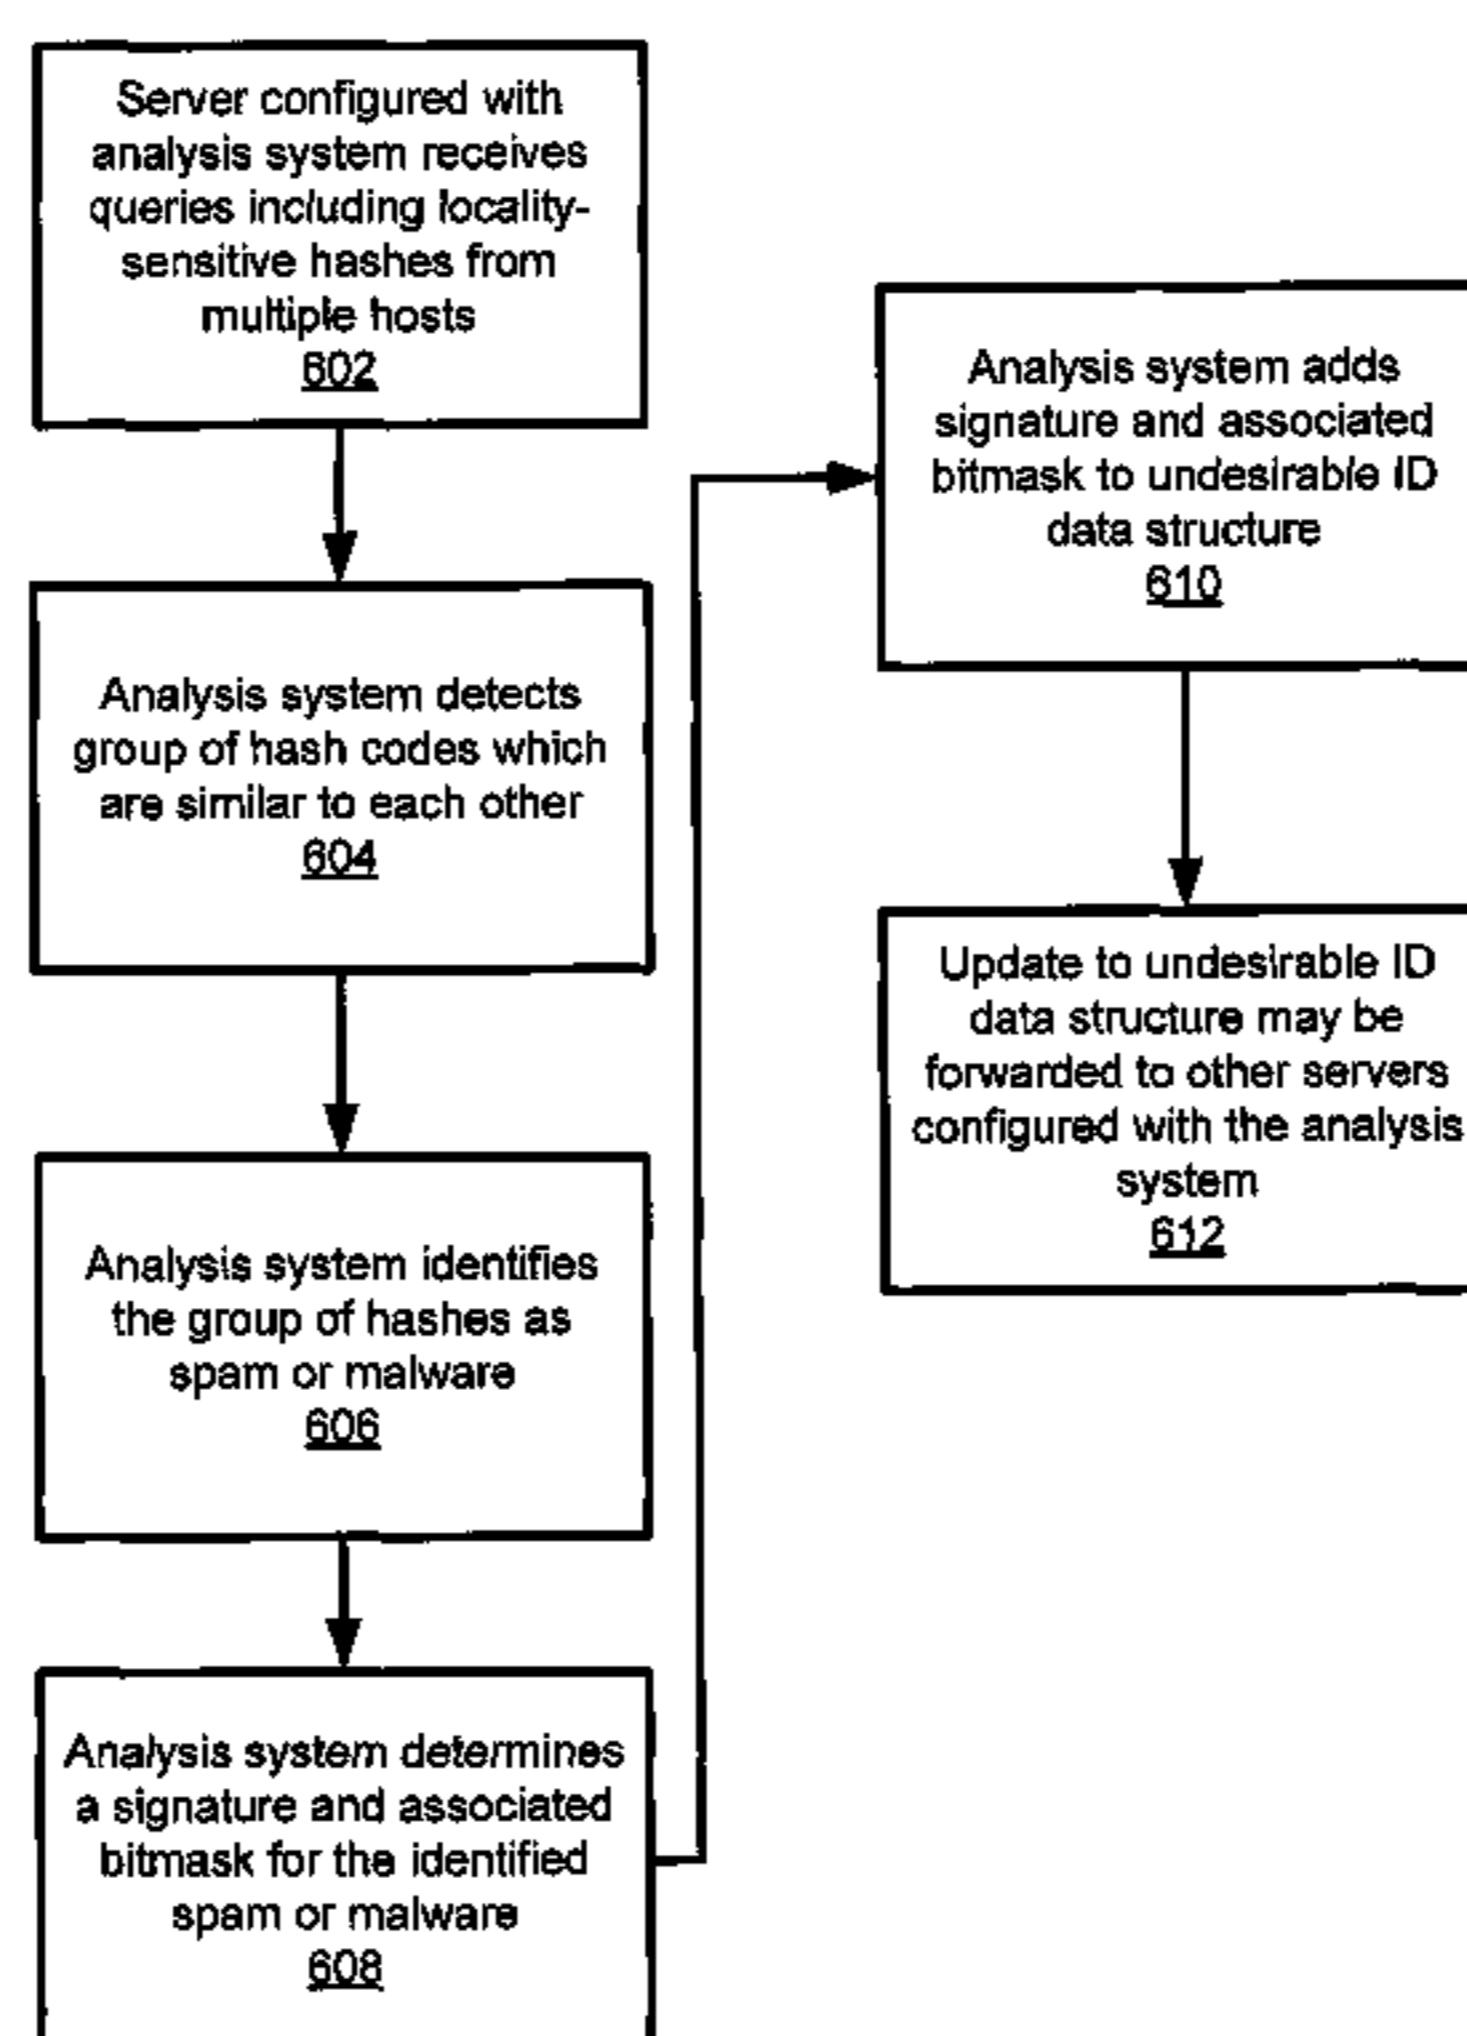 Server configured with
analysis system receives
queries including locality-
sensitive hashes from
multiple hosts
602
Analysis system detects
group of hash codes which
are similar to each other
604
Analysis system identifies
the group of hashes as
spam or malware
606
Analysis system determines
a signature and associated
bitmask for the identified
spam or malware
608
Analysis system adds
signature and associated
bitmask to undesirable ID
data structure
610
Update to undesirable ID
data structure may be
forwarded to other servers
configured with the analysis
system
612